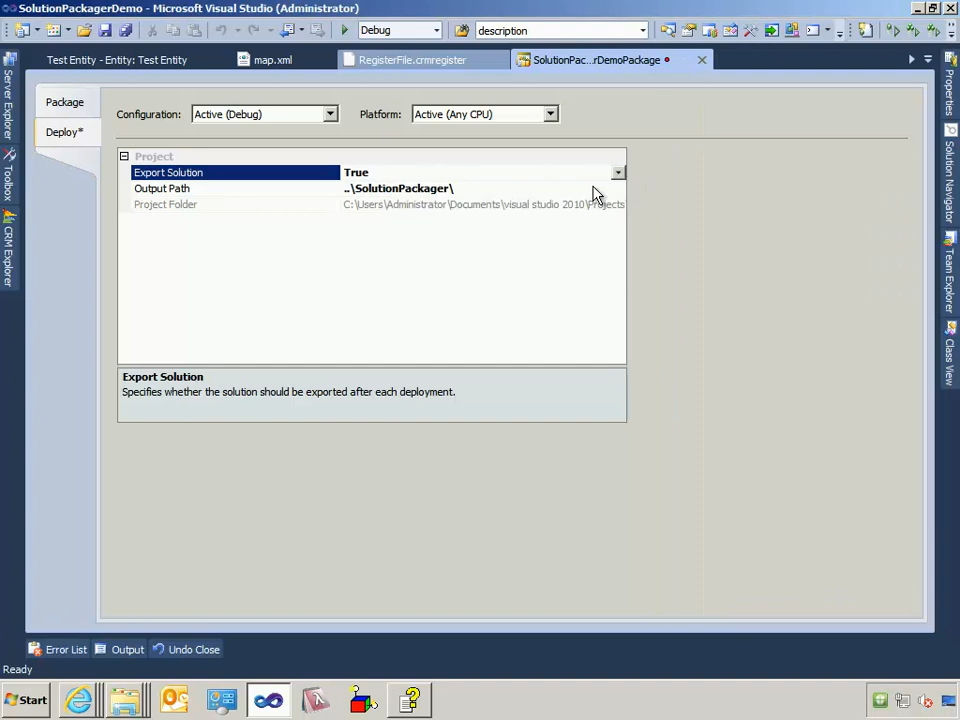 SolutionPackagerDemo - Microsoft Visual Studio (Administrator)
Debug
description
Test Entity - Entity: Test Entity
map.xml
RegisterFile.crmregister
SolutionPac...rDemoPackage
Server Explorer
Toolbox
CRM Explorer
Package
Deploy*
Configuration:
Active (Debug)
Platform:
Active (Any CPU)
Project
Export Solution
True
Output Path
..\SolutionPackager\
Project Folder
C:\Users\Administrator\Documents\visual studio 2010\Projects
Export Solution
Specifies whether the solution should be exported after each deployment.
Properties
Solution Navigator
Team Explorer
Class View
Error List
Output
Undo Close
Ready
Start